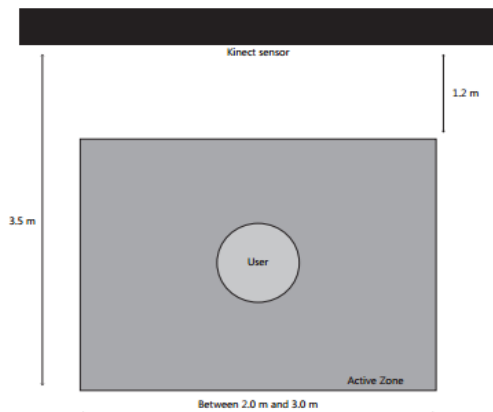 Kinect sensor
1.2 m
3.5 m
User
Active Zone
Between 2.0 m and 3.0 m